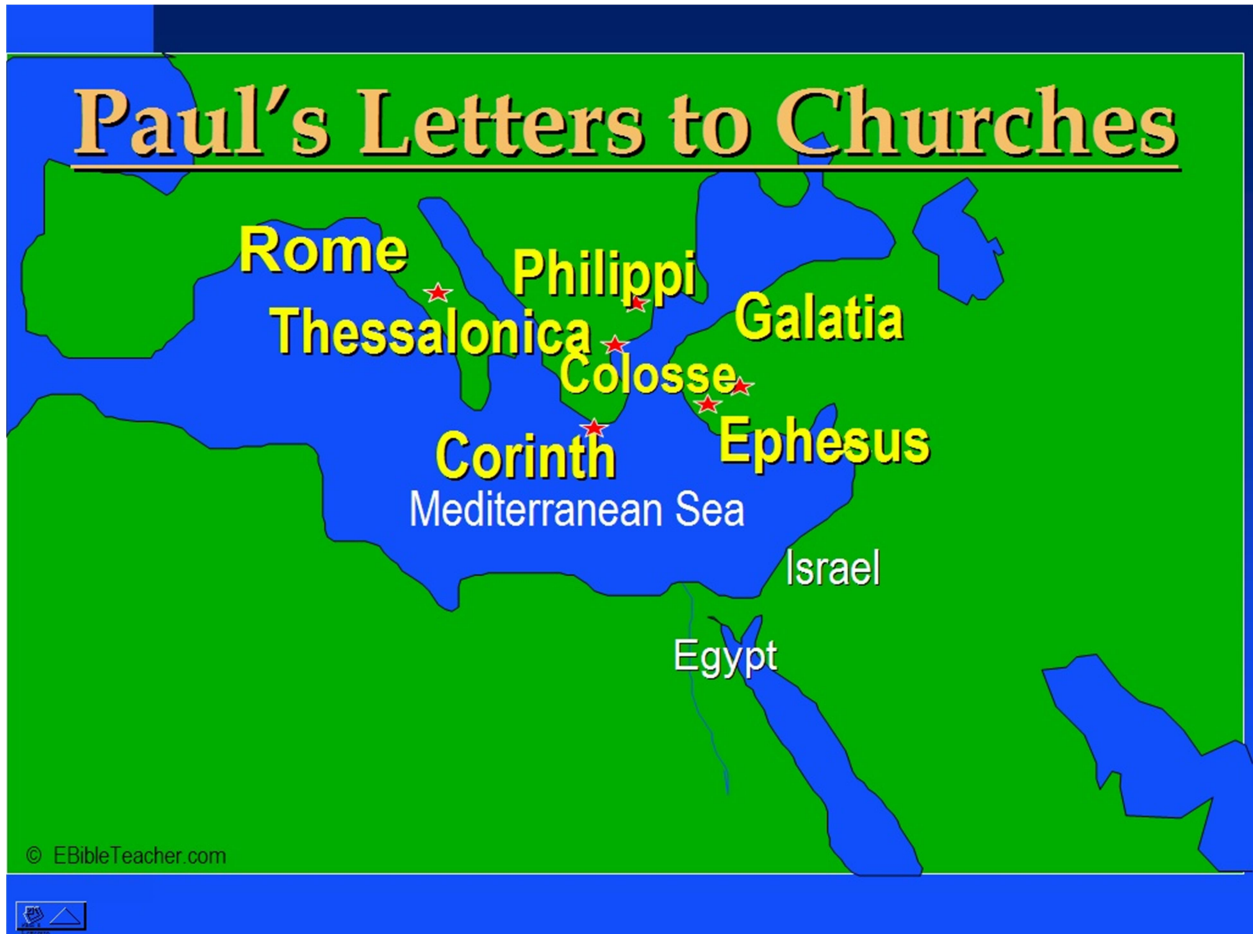 Paul's Letters to Churches
Rome
Philippi
Galatia
Thessalonica
Colosse
Ephesus
Corinth
Mediterranean Sea
Israel
Egypt
© EBibleTeacher.com